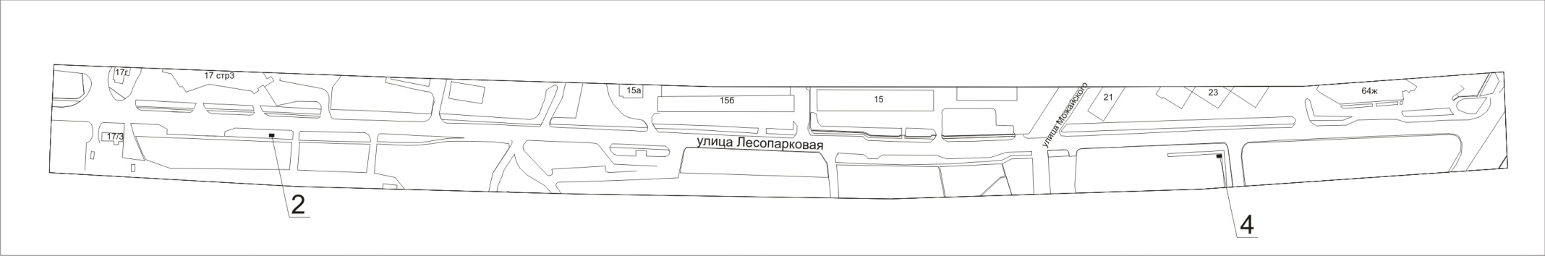 17г
17 стр3
15а
15б
15
21
23
64ж
улица Можайского
17/3
улица Лесопарковая
2
4